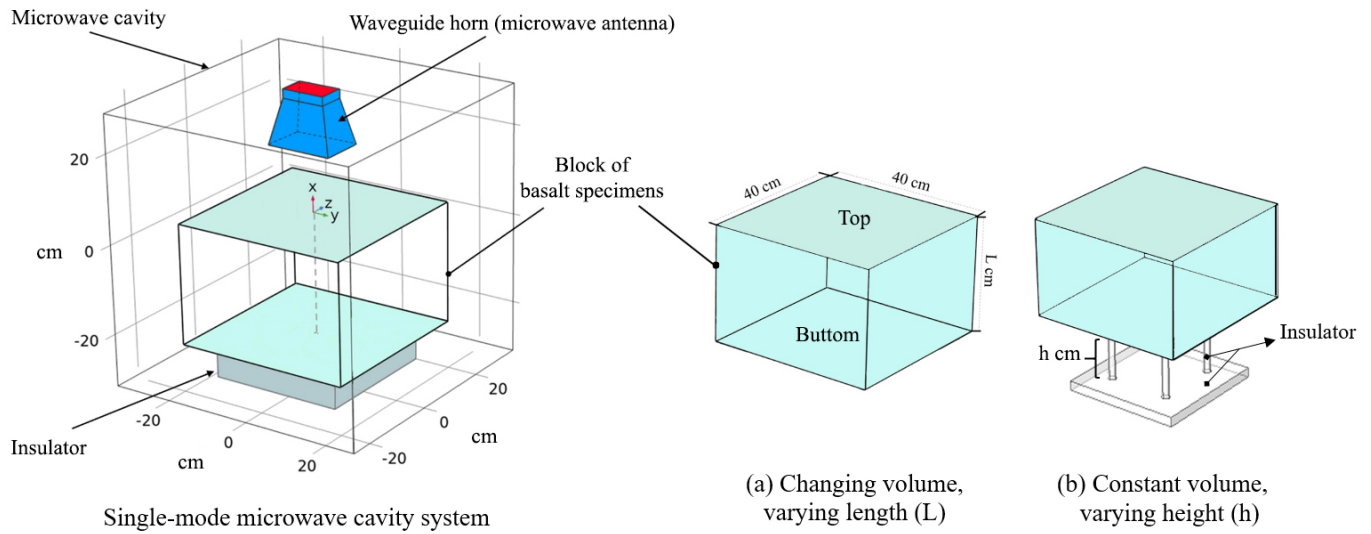 Microwave cavity
Waveguide horn (microwave antenna)
20
cm
0
-20
x
z
y
Block of
basalt specimens
-20
0
20
cm
-20
0
20
cm
Insulator
Single-mode microwave cavity system
40 cm
40 cm
Top
L cm
Buttom
(a) Changing volume,
varying length (L)
h cm
Insulator
(b) Constant volume,
varying height (h)